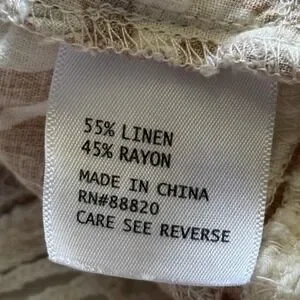 55% LINEN
45% RAYON
MADE IN CHINA
RN#88820
CARE SEE REVERSE